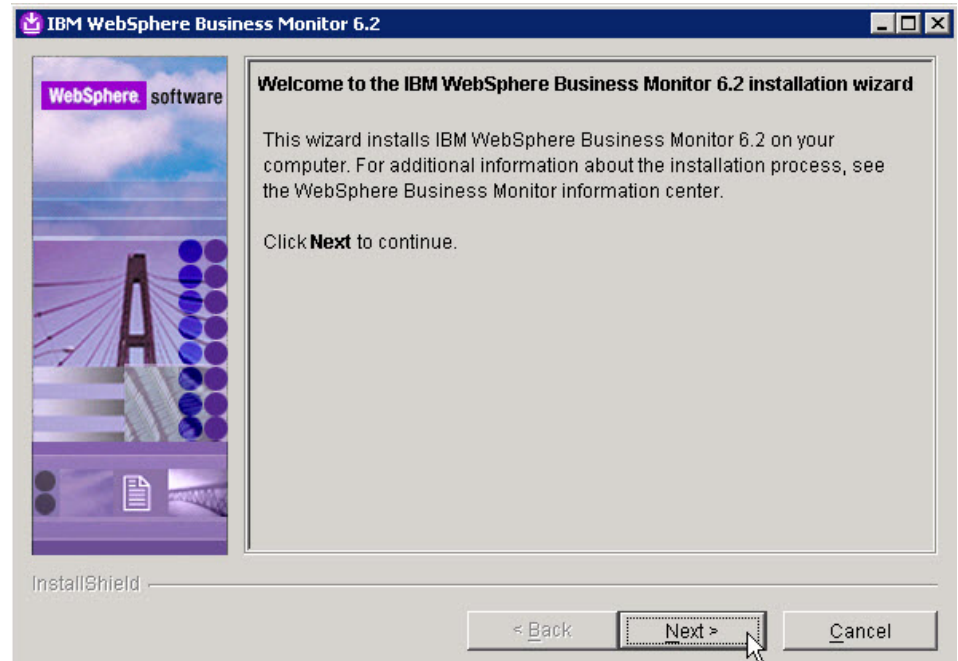 IBM WebSphere Business Monitor 6.2
WebSphere. software
Welcome to the IBM WebSphere Business Monitor 6.2 installation wizard
This wizard installs IBM WebSphere Business Monitor 6.2 on your
computer. For additional information about the installation process, see
the WebSphere Business Monitor information center.
Click Next to continue.
InstallShield
< Back
Next >
Cancel